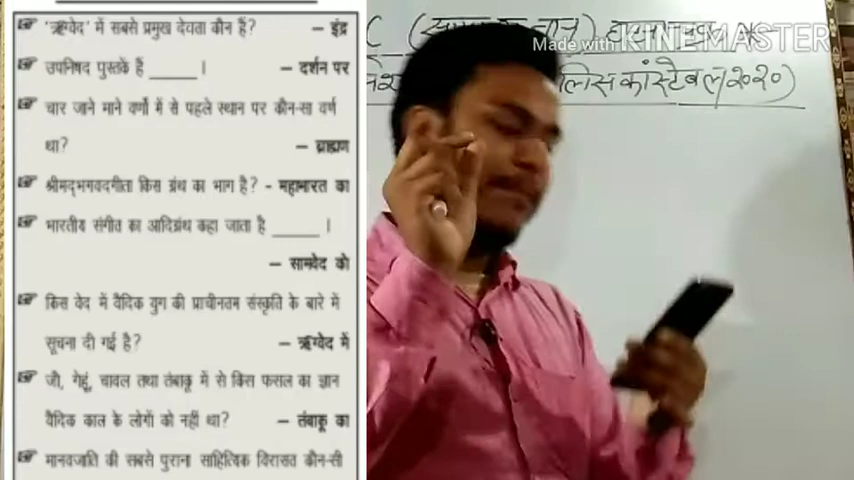 'ऋग्वेद' में सबसे प्रमुख देवता कौन हैं? – इंद्र
उपनिषद पुस्तकें हैं ______ । – दर्शन पर
चार जाने माने वर्णों में से पहले स्थान पर कौन-सा वर्ण
था? – ब्राह्मण
श्रीमद्भगवदगीता किस ग्रंथ का भाग है? - महाभारत का
भारतीय संगीत का आदिग्रंथ कहा जाता है ______ ।
– सामवेद को
किस वेद में वैदिक युग की प्राचीनतम संस्कृति के बारे में
सूचना दी गई है? – ऋग्वेद में
जौ, गेहूं, चावल तथा तंबाकू में से किस फसल का ज्ञान
वैदिक काल के लोगों को नहीं था? – तंबाकू का
मानवजाति की सबसे पुराना साहित्यिक विरासत कौन-सी
Made with KINEMASTER
लिस कांस्टेबल २०२०)